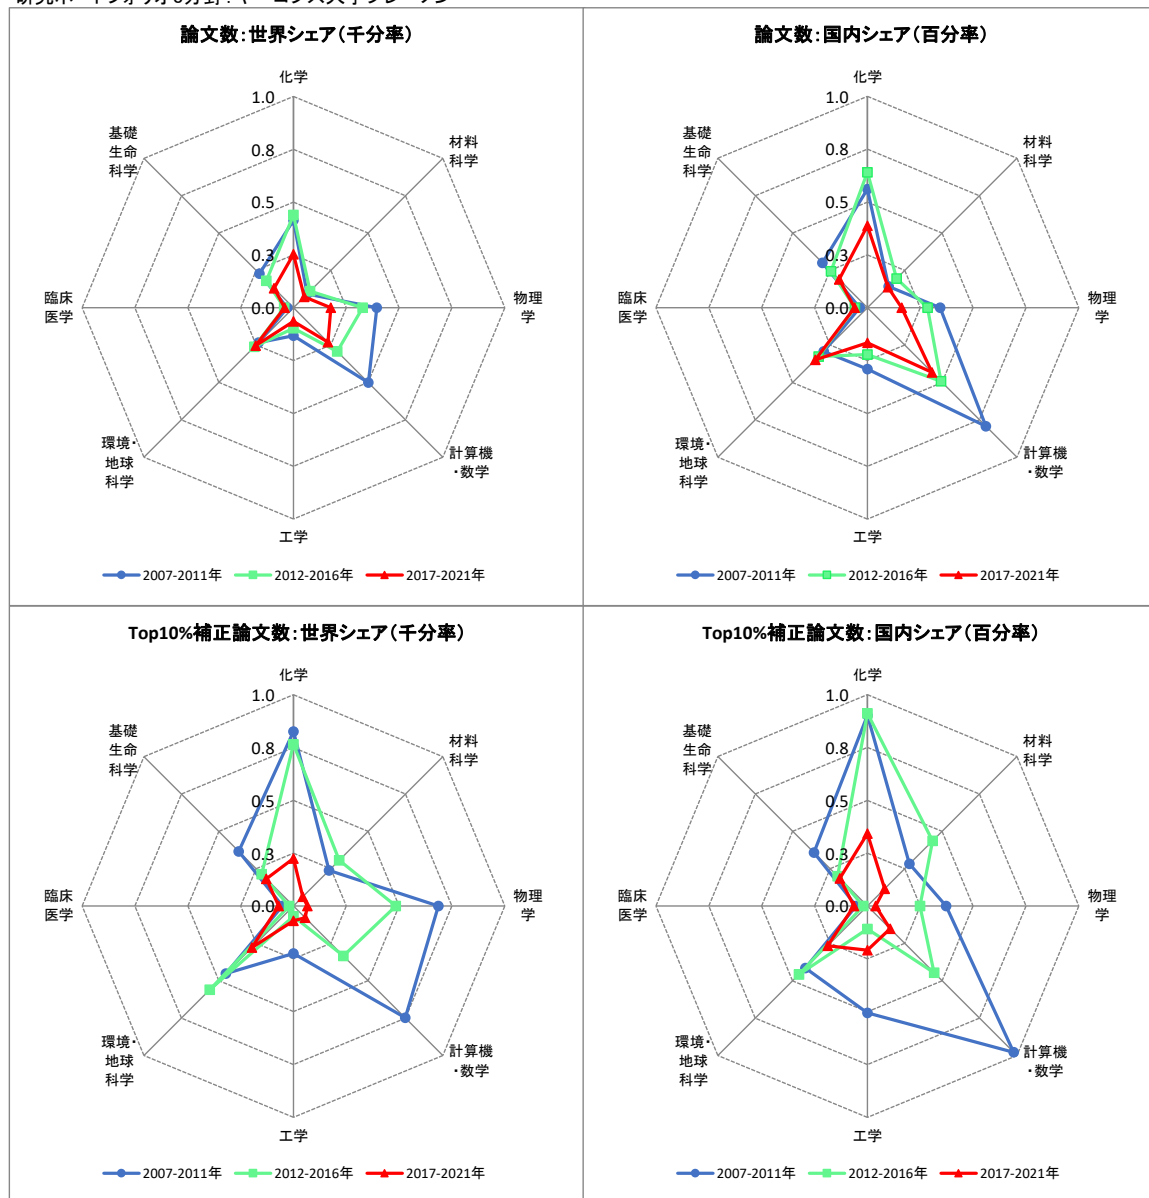 論文数：世界シェア（千分率）
化学
1.0
0.8
0.5
0.3
0.0
材料
科学
物理
学
計算機
・数学
工学
環境・
地球
科学
臨床
医学
基礎
生命
科学
2007-2011年 2012-2016年 2017-2021年
論文数：国内シェア（百分率）
化学
1.0
0.8
0.5
0.3
0.0
材料
科学
物理
学
計算機
・数学
工学
環境・
地球
科学
臨床
医学
基礎
生命
科学
2007-2011年 2012-2016年 2017-2021年
Top10%補正論文数：世界シェア（千分率）
化学
1.0
0.8
0.5
0.3
0.0
材料
科学
物理
学
計算機
・数学
工学
環境・
地球
科学
臨床
医学
基礎
生命
科学
2007-2011年 2012-2016年 2017-2021年
Top10%補正論文数：国内シェア（百分率）
化学
1.0
0.8
0.5
0.3
0.0
材料
科学
物理
学
計算機
・数学
工学
環境・
地球
科学
臨床
医学
基礎
生命
科学
2007-2011年 2012-2016年 2017-2021年